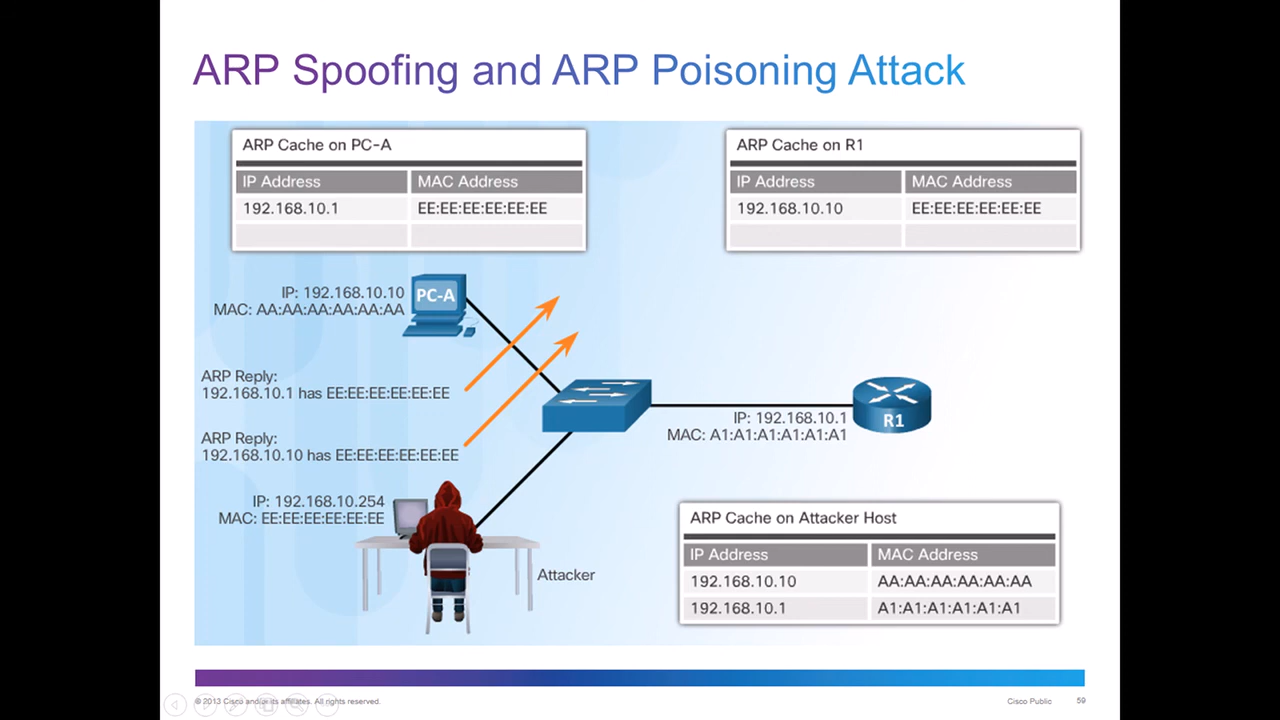 ARP Spoofing and ARP Poisoning Attack
ARP Cache on PC-A
IP Address MAC Address
192.168.10.1 EE:EE:EE:EE:EE:EE
ARP Cache on R1
IP Address MAC Address
192.168.10.10 EE:EE:EE:EE:EE:EE
IP: 192.168.10.10
MAC: AA:AA:AA:AA:AA:AA
PC-A
ARP Reply:
192.168.10.1 has EE:EE:EE:EE:EE:EE
ARP Reply:
192.168.10.10 has EE:EE:EE:EE:EE:EE
IP: 192.168.10.1
MAC: A1:A1:A1:A1:A1:A1
R1
IP: 192.168.10.254
MAC: EE:EE:EE:EE:EE:EE
Attacker
ARP Cache on Attacker Host
IP Address MAC Address
192.168.10.10 AA:AA:AA:AA:AA:AA
192.168.10.1 A1:A1:A1:A1:A1:A1
© 2013 Cisco and/or its affiliates. All rights reserved.
Cisco Public 59